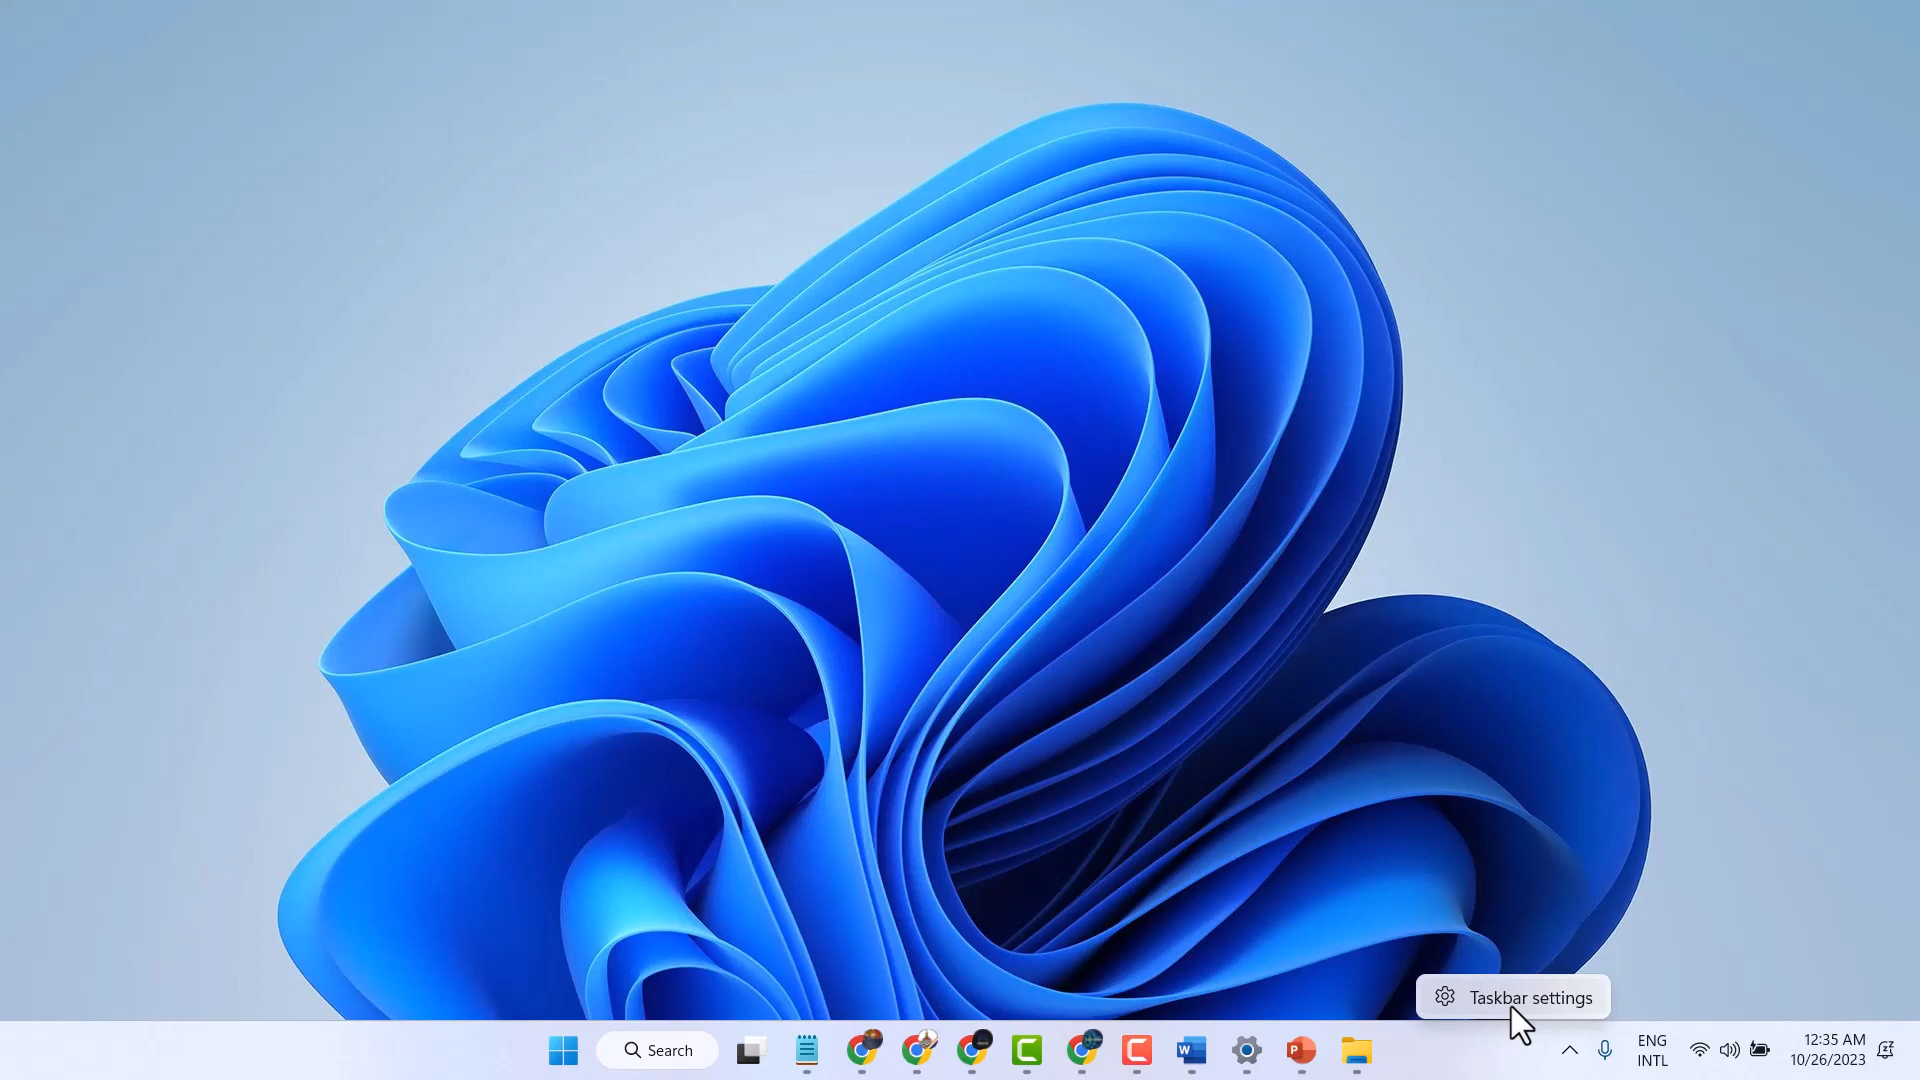 Taskbar settings
Search
W
P
ENG
INTL
12:35 AM
10/26/2023